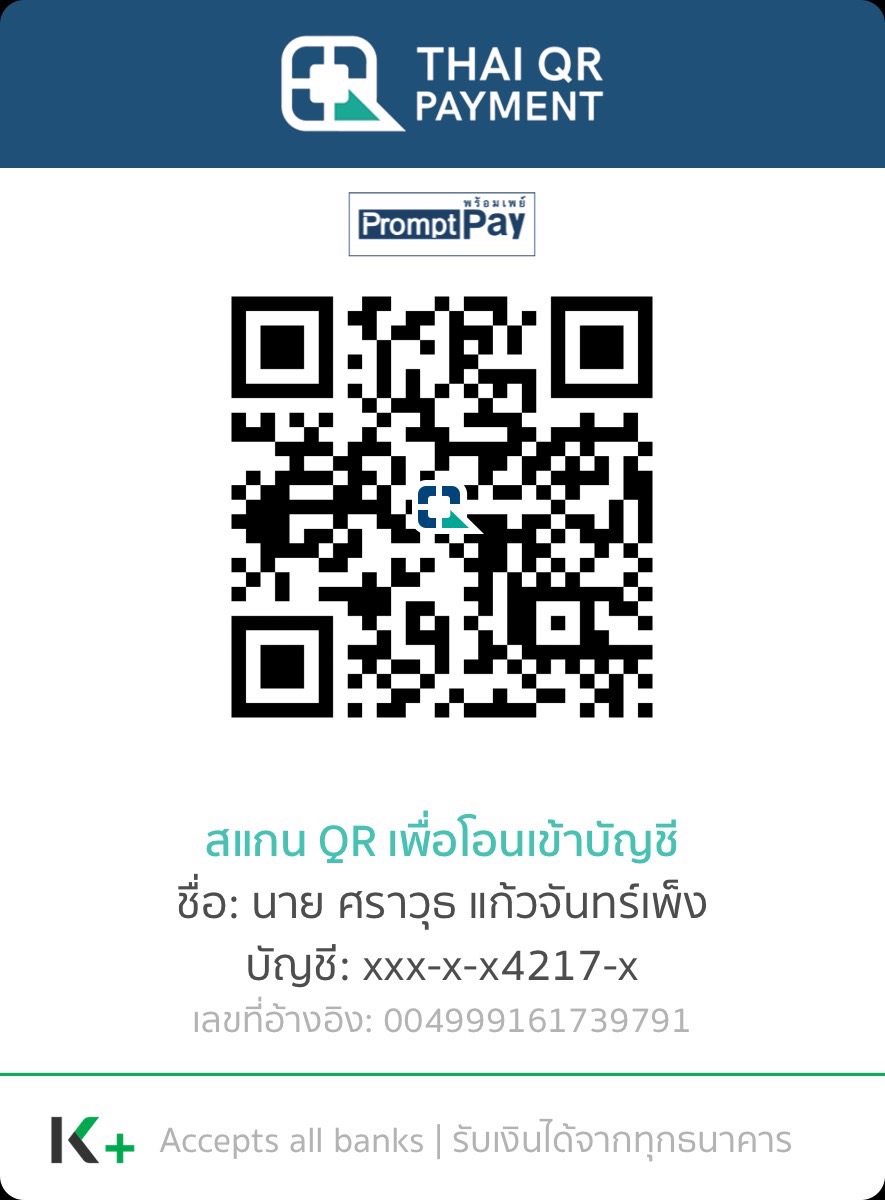 THAI QR
PAYMENT
พร้อมเพย์
PromptPay
สแกน QR เพื่อโอนเข้าบัญชี
ชื่อ: นาย ศราวุธ แก้วจันทร์เพ็ง
บัญชี: xxx-x-x4217-x
เลขที่อ้างอิง: 004999161739791
K+ Accepts all banks | รับเงินได้จากทุกธนาคาร